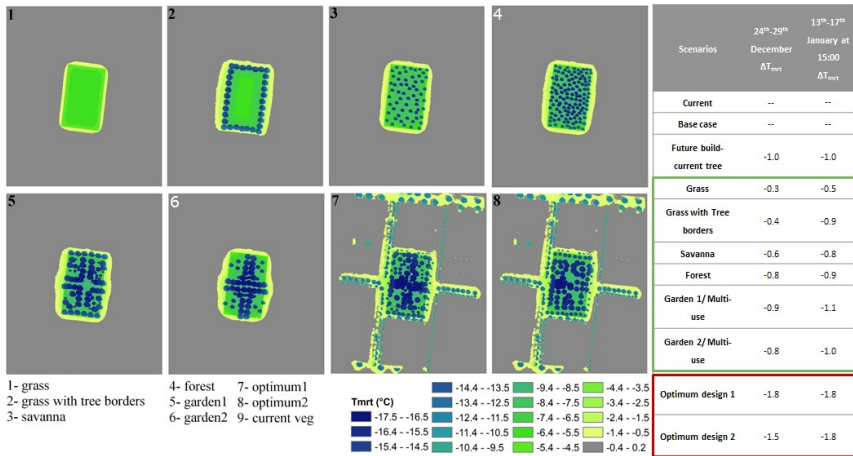 1
2
3
4
5
6
7
8
1- grass
2- grass with tree borders
3- savanna
4- forest
5- garden1
6- garden2
7- optimum1
8- optimum2
9- current veg
Tmrt (°C)
-17.5 - -16.5
-16.4 - -15.5
-15.4 - -14.5
-14.4 - -13.5
-13.4 - -12.5
-12.4 - -11.5
-11.4 - -10.5
-10.4 - -9.5
-9.4 - -8.5
-8.4 - -7.5
-7.4 - -6.5
-6.4 - -5.5
-5.4 - -4.5
-4.4 - -3.5
-3.4 - -2.5
-2.4 - -1.5
-1.4 - -0.5
-0.4 - 0.2
Scenarios
24th-29th
December
ΔTmrt
13th-17th
January at
15:00
ΔTmrt
Current -- --
Base case -- --
Future build-
current tree -1.0 -1.0
Grass -0.3 -0.5
Grass with Tree
borders -0.4 -0.9
Savanna -0.6 -0.8
Forest -0.8 -0.9
Garden 1/ Multi-
use -0.9 -1.1
Garden 2/ Multi-
use -0.8 -1.0
Optimum design 1 -1.8 -1.8
Optimum design 2 -1.5 -1.8